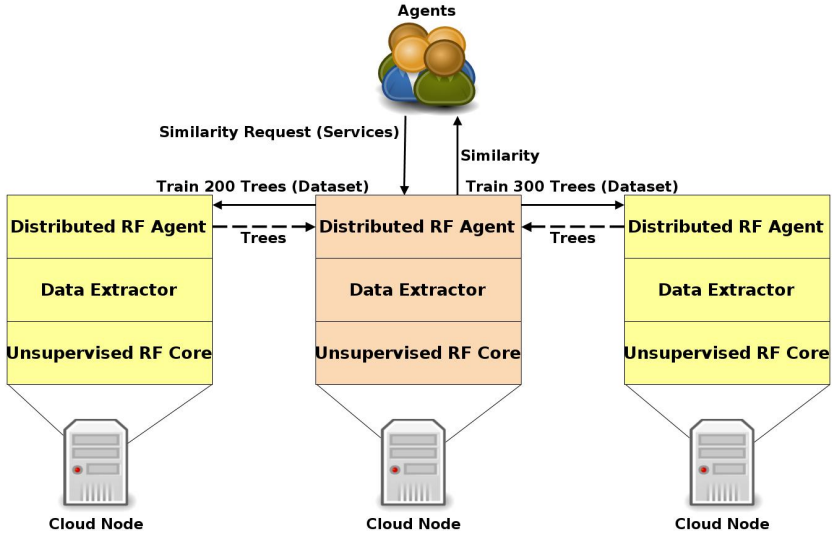 Agents
Similarity Request (Services)
Similarity
Train 200 Trees (Dataset)
Train 300 Trees (Dataset)
Distributed RF Agent
Trees
Distributed RF Agent
Trees
Distributed RF Agent
Data Extractor
Data Extractor
Data Extractor
Unsupervised RF Core
Unsupervised RF Core
Unsupervised RF Core
Cloud Node
Cloud Node
Cloud Node